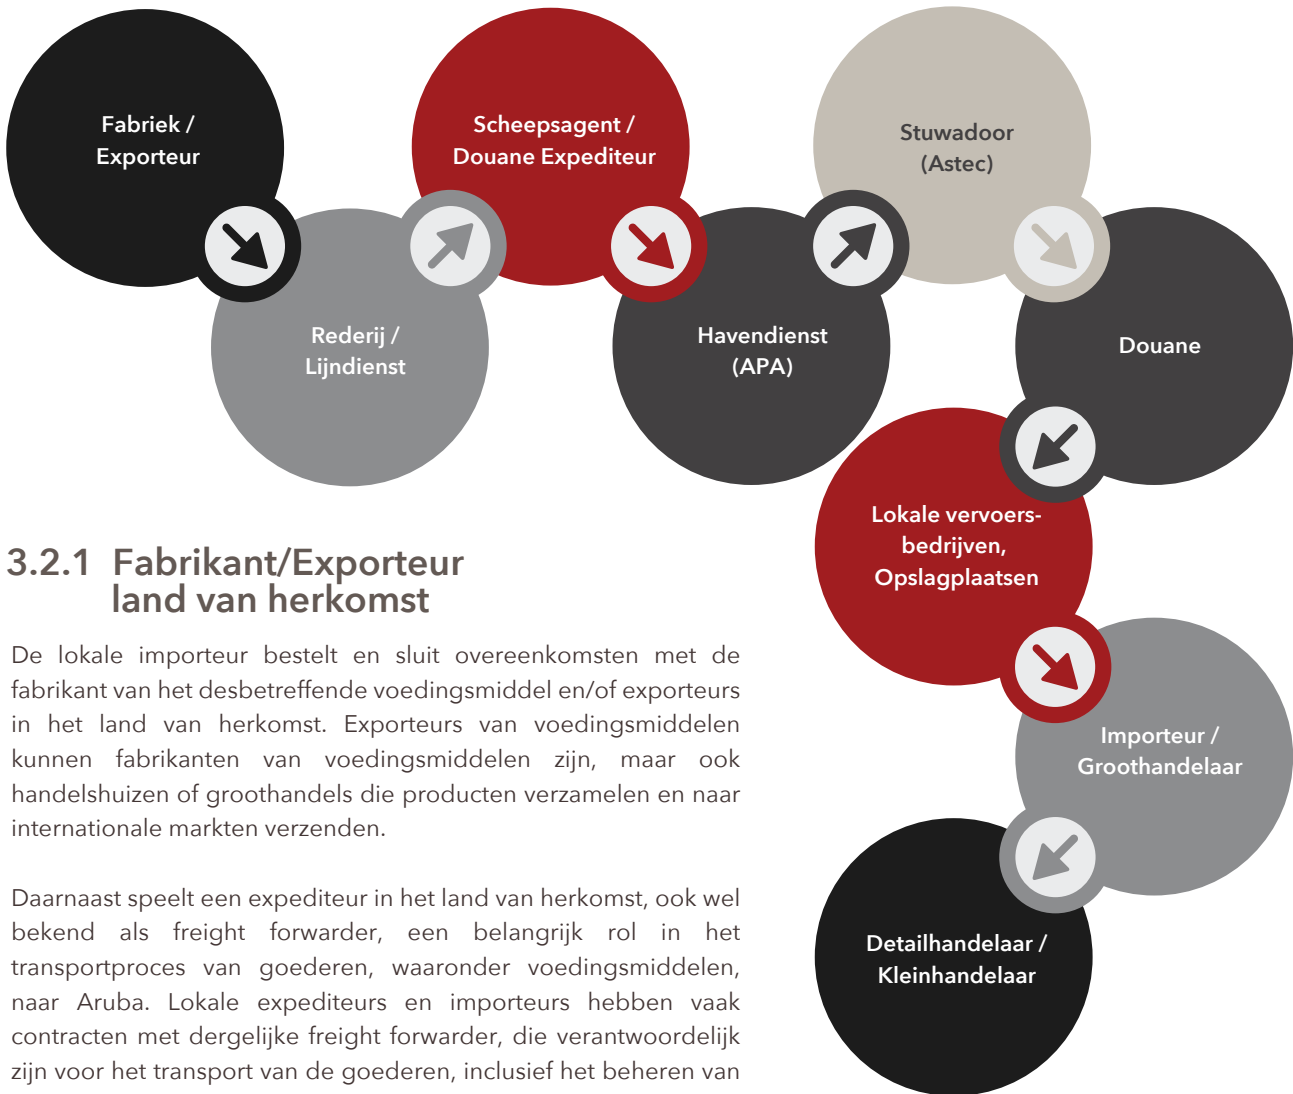 Fabriek /
Exporteur
Rederij /
Lijndienst
Scheepsagent /
Douane Expediteur
Havendienst
(APA)
Stuwadoor
(Astec)
Douane
Lokale vervoers-
bedrijven,
Opslagplaatsen
Importeur /
Groothandelaar
Detailhandelaar /
Kleinhandelaar
3.2.1 Fabrikant/Exporteur
land van herkomst
De lokale importeur bestelt en sluit overeenkomsten met de
fabrikant van het desbetreffende voedingsmiddel en/of exporteurs
in het land van herkomst. Exporteurs van voedingsmiddelen
kunnen fabrikanten van voedingsmiddelen zijn, maar ook
handelshuizen of groothandels die producten verzamelen en naar
internationale markten verzenden.
Daarnaast speelt een expediteur in het land van herkomst, ook wel
bekend als freight forwarder, een belangrijk rol in het
transportproces van goederen, waaronder voedingsmiddelen,
naar Aruba. Lokale expediteurs en importeurs hebben vaak
contracten met dergelijke freight forwarder, die verantwoordelijk
zijn voor het transport van de goederen, inclusief het beheren van